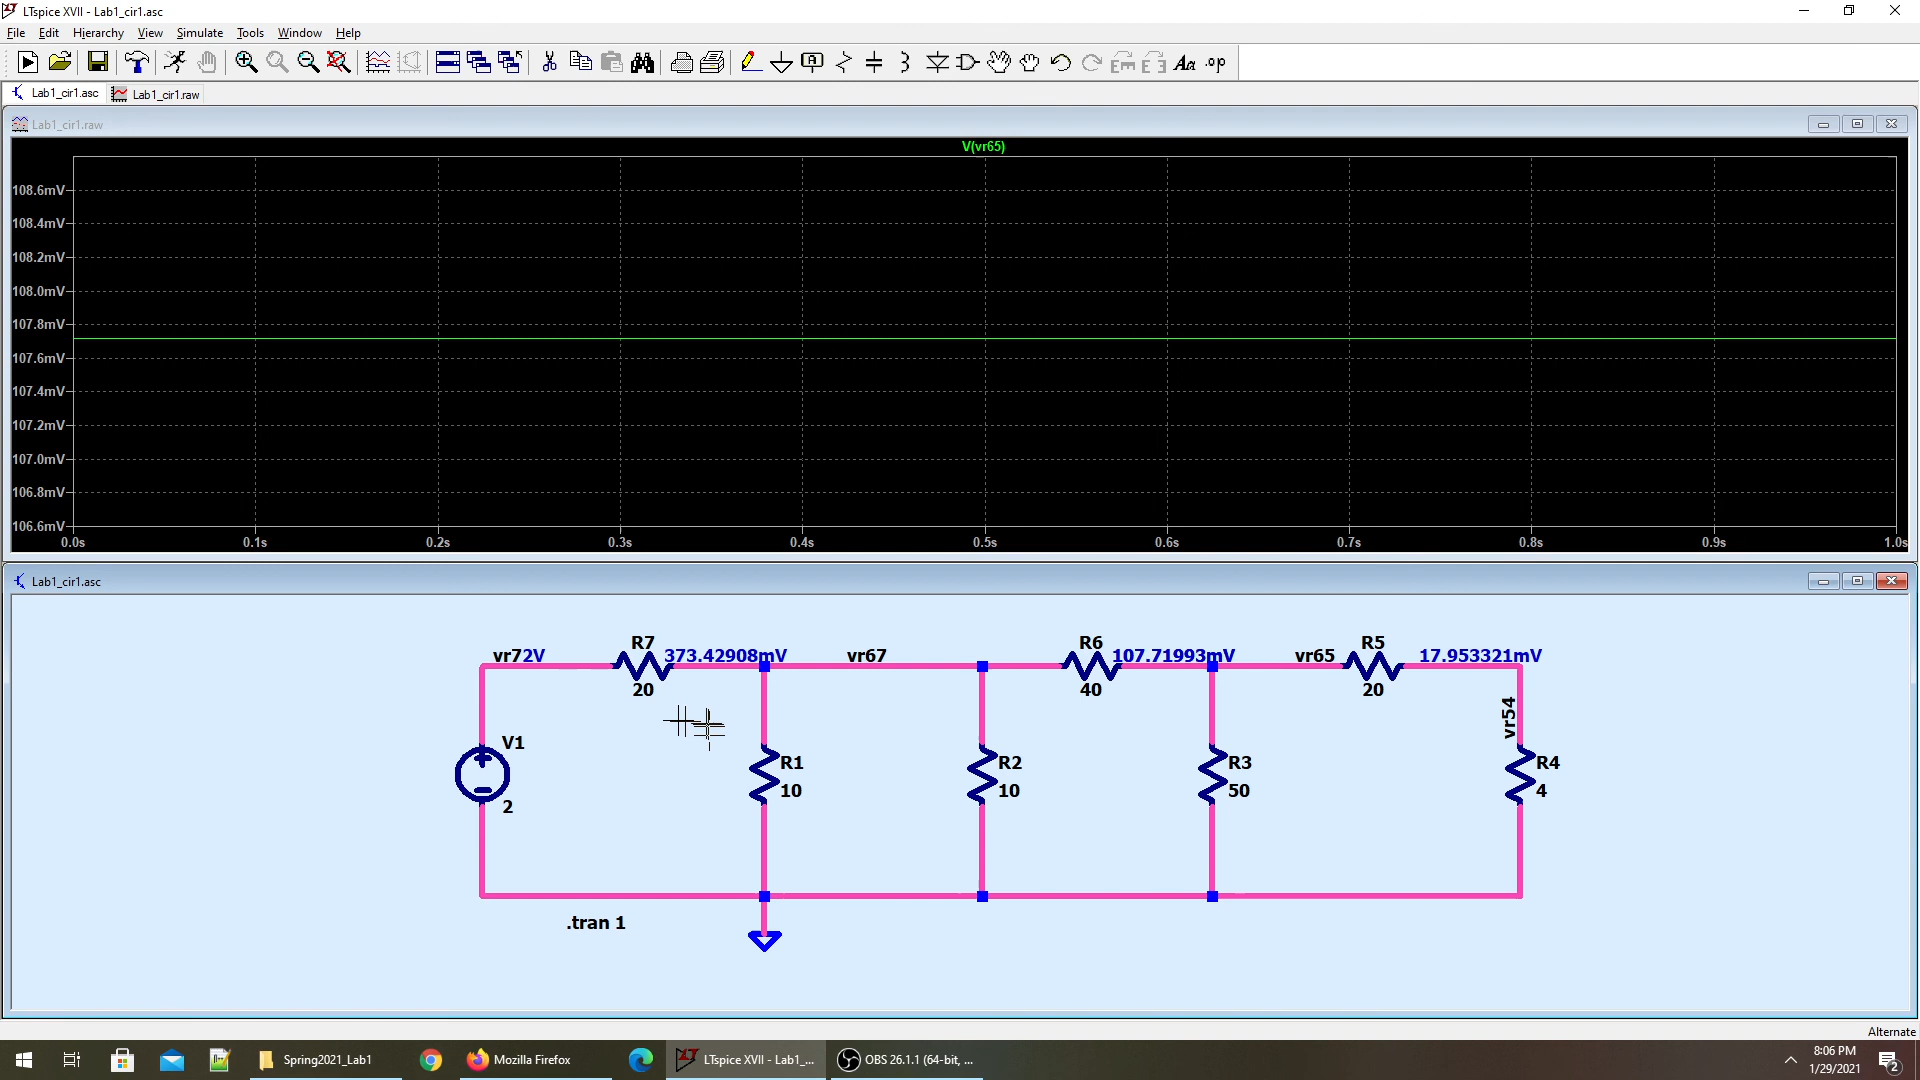 LTspice XVII - Lab1_cir1.asc
File Edit Hierarchy View Simulate Tools Window Help
Aa .op
Lab1_cir1.asc Lab1_cir1.raw
Lab1_cir1.raw
V(vr65)
108.6mV
108.4mV
108.2mV
108.0mV
107.8mV
107.6mV
107.4mV
107.2mV
107.0mV
106.8mV
106.6mV
0.0s 0.1s 0.2s 0.3s 0.4s 0.5s 0.6s 0.7s 0.8s 0.9s 1.0s
Lab1_cir1.asc
R7 R6 R5
vr72V 373.42908mV vr67 107.71993mV vr65 17.953321mV
20 40 20
vr54
V1
R1 R2 R3 R4
10 10 50 4
2
.tran 1
Alternate
Spring2021_Lab1 Mozilla Firefox LTspice XVII - Lab1_... OBS 26.1.1 (64-bit, ...
8:06 PM
1/29/2021
2